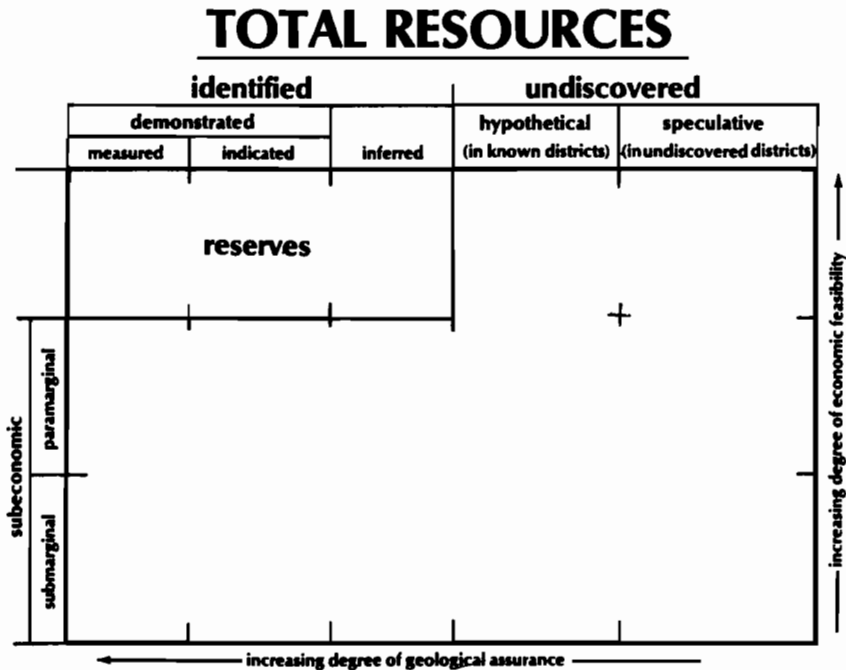 TOTAL RESOURCES
identified
undiscovered
demonstrated
hypothetical
speculative
measured
indicated
inferred
(in known districts)
(in undiscovered districts)
reserves
subeconomic
paramarginal
submarginal
increasing degree of economic feasibility
increasing degree of geological assurance